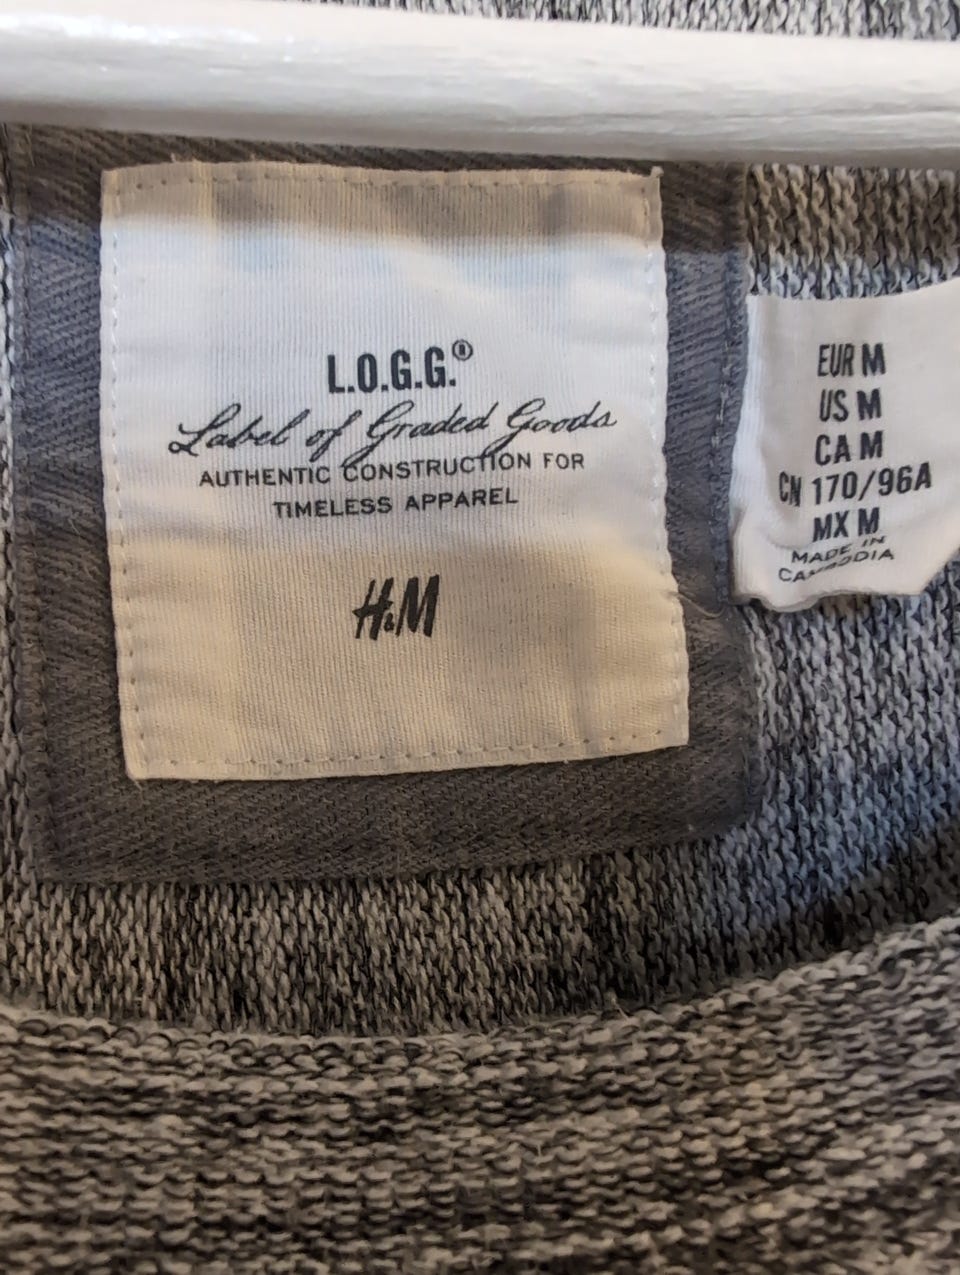 L.O.G.G.®
Label of Graded Goods
AUTHENTIC CONSTRUCTION FOR
TIMELESS APPAREL
H&M
EUR M
US M
CA M
CN 170/96A
MX M
MADE IN
CAMBODIA